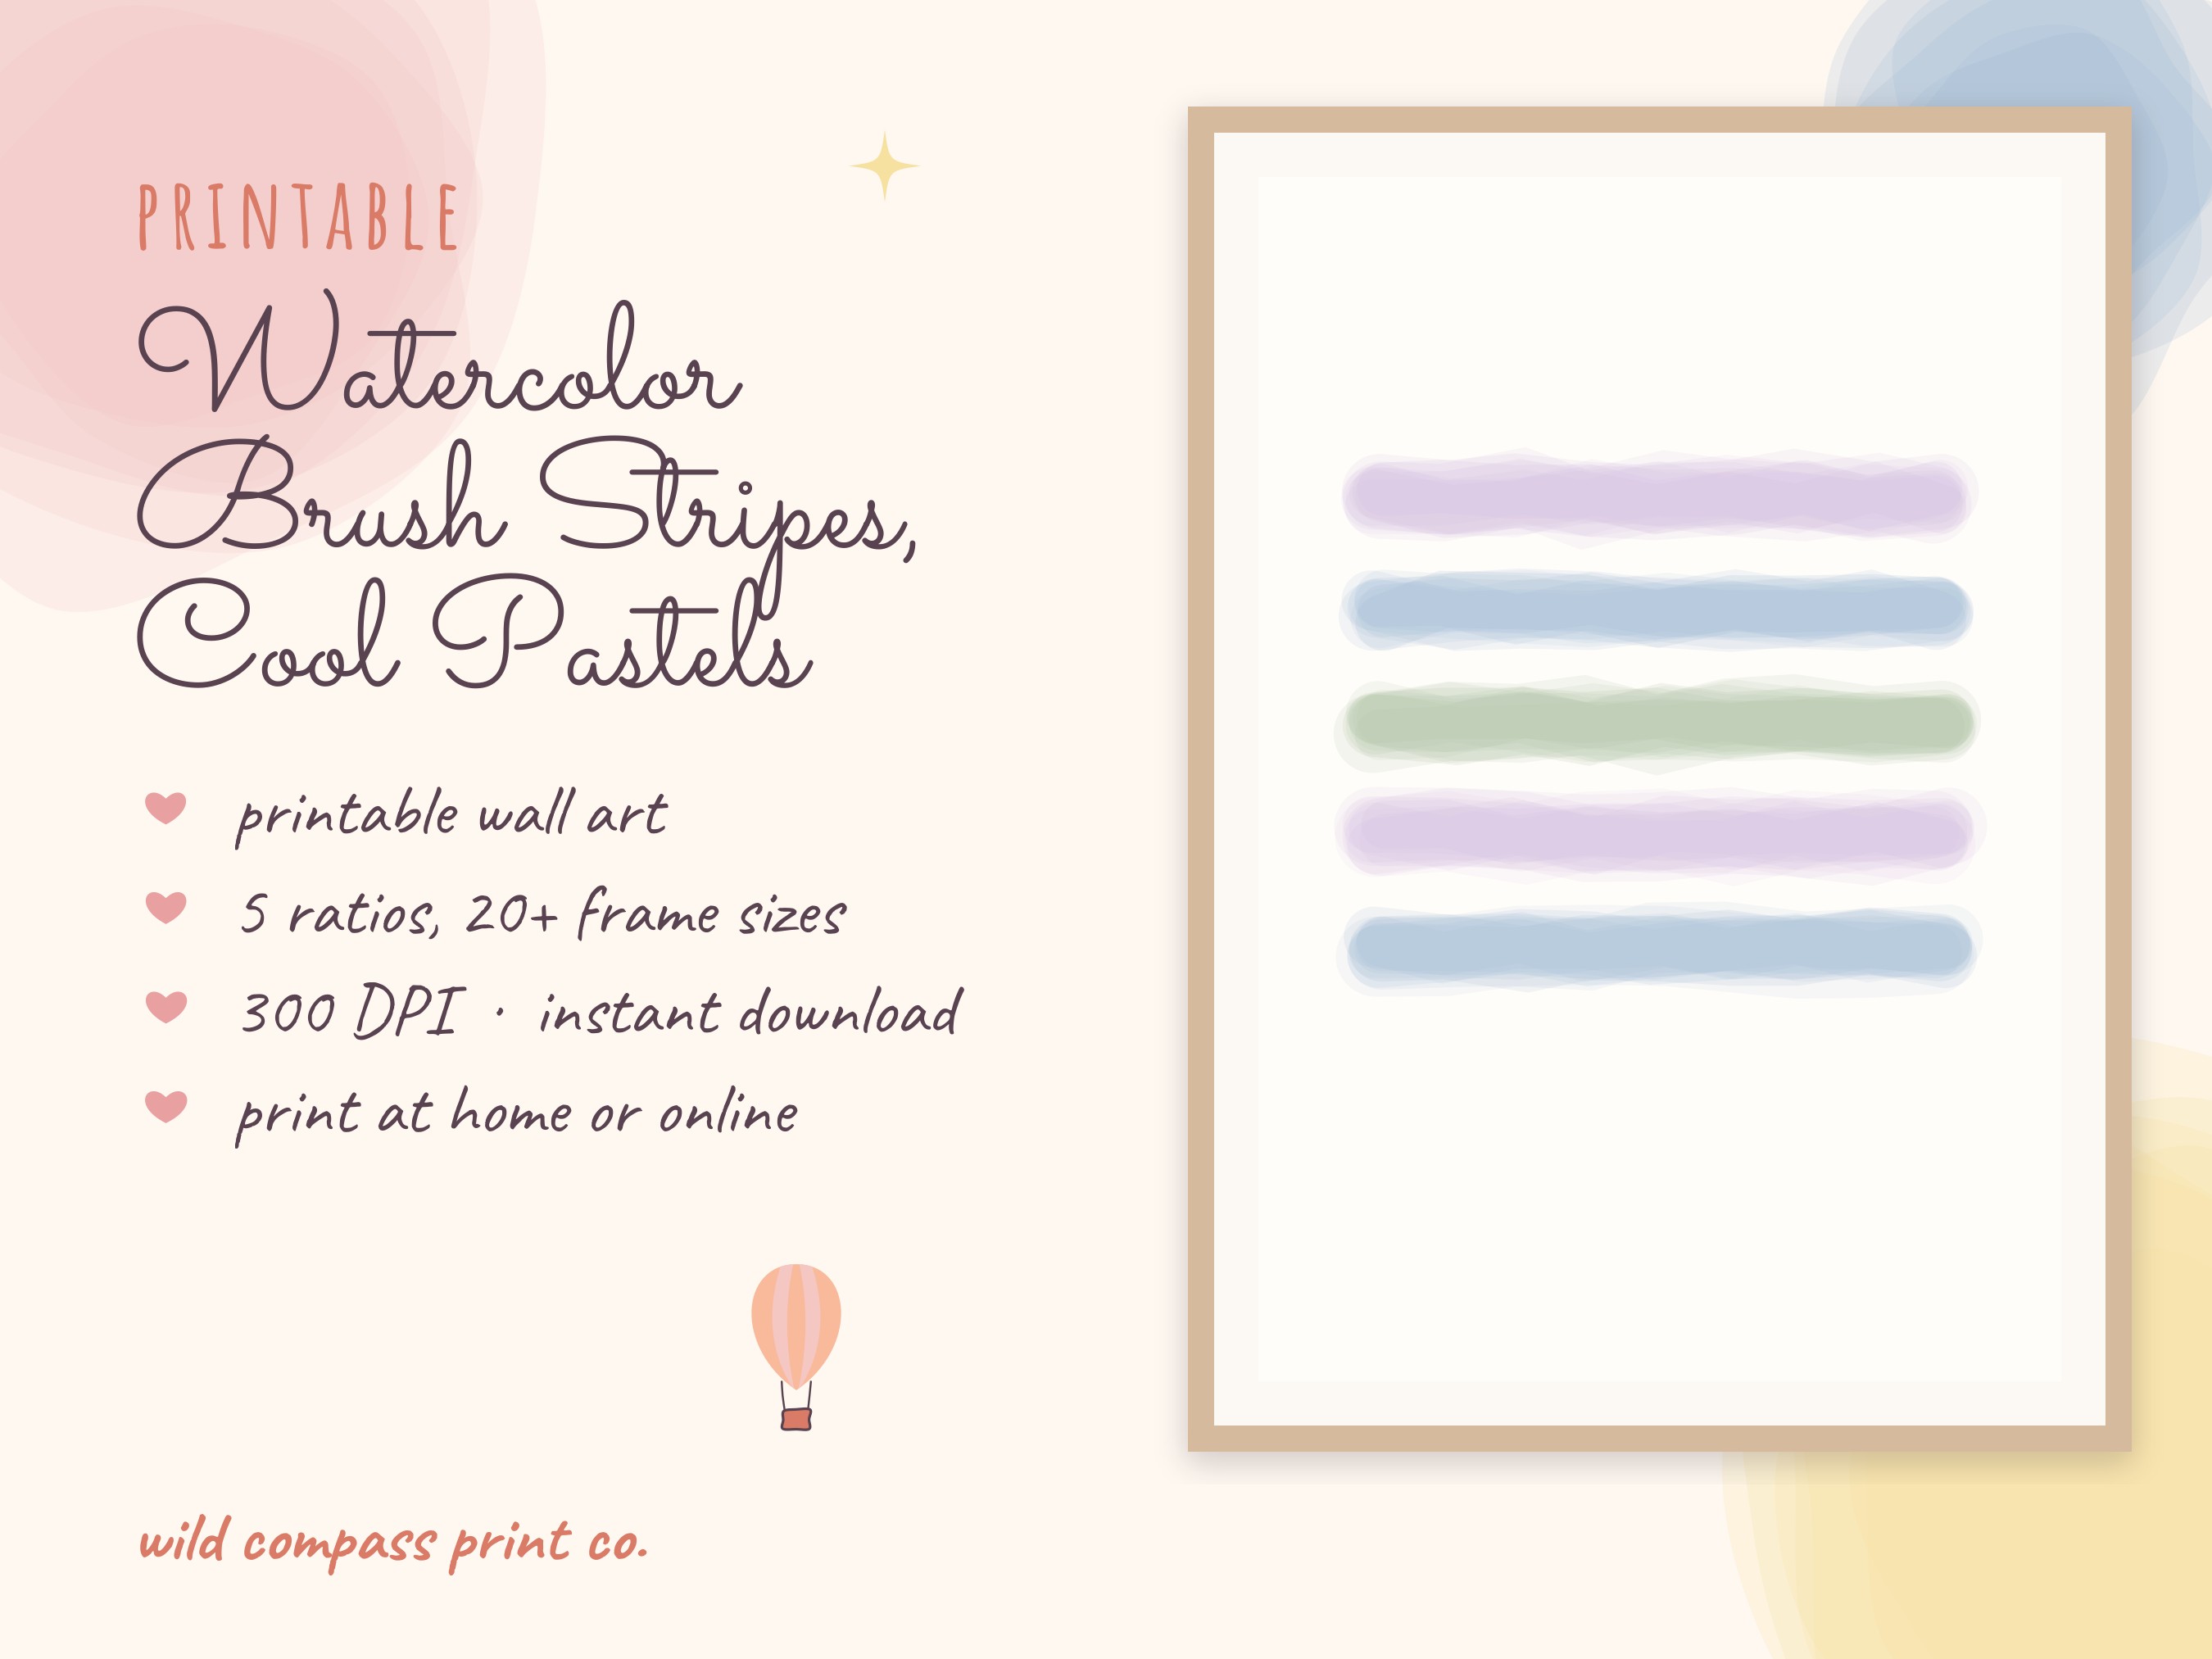 PRINTABLE
Watercolor
Brush Stripes,
Cool Pastels
printable wall art
5 ratios, 20+ frame sizes
300 DPI · instant download
print at home or online
wild compass print co.